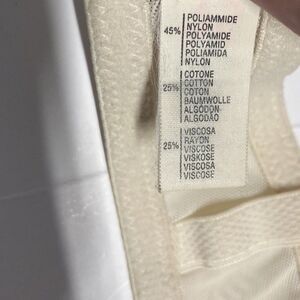 45% POLIAMMIDE
NYLON
POLYAMIDE
POLYAMID
POLIAMIDA
NYLON
25% COTONE
COTTON
COTON
BAUMWOLLE
ALGODON
ALGODAO
25% VISCOSA
RAYON
VISCOSE
VISKOSE
VISCOSA
VISCOSE